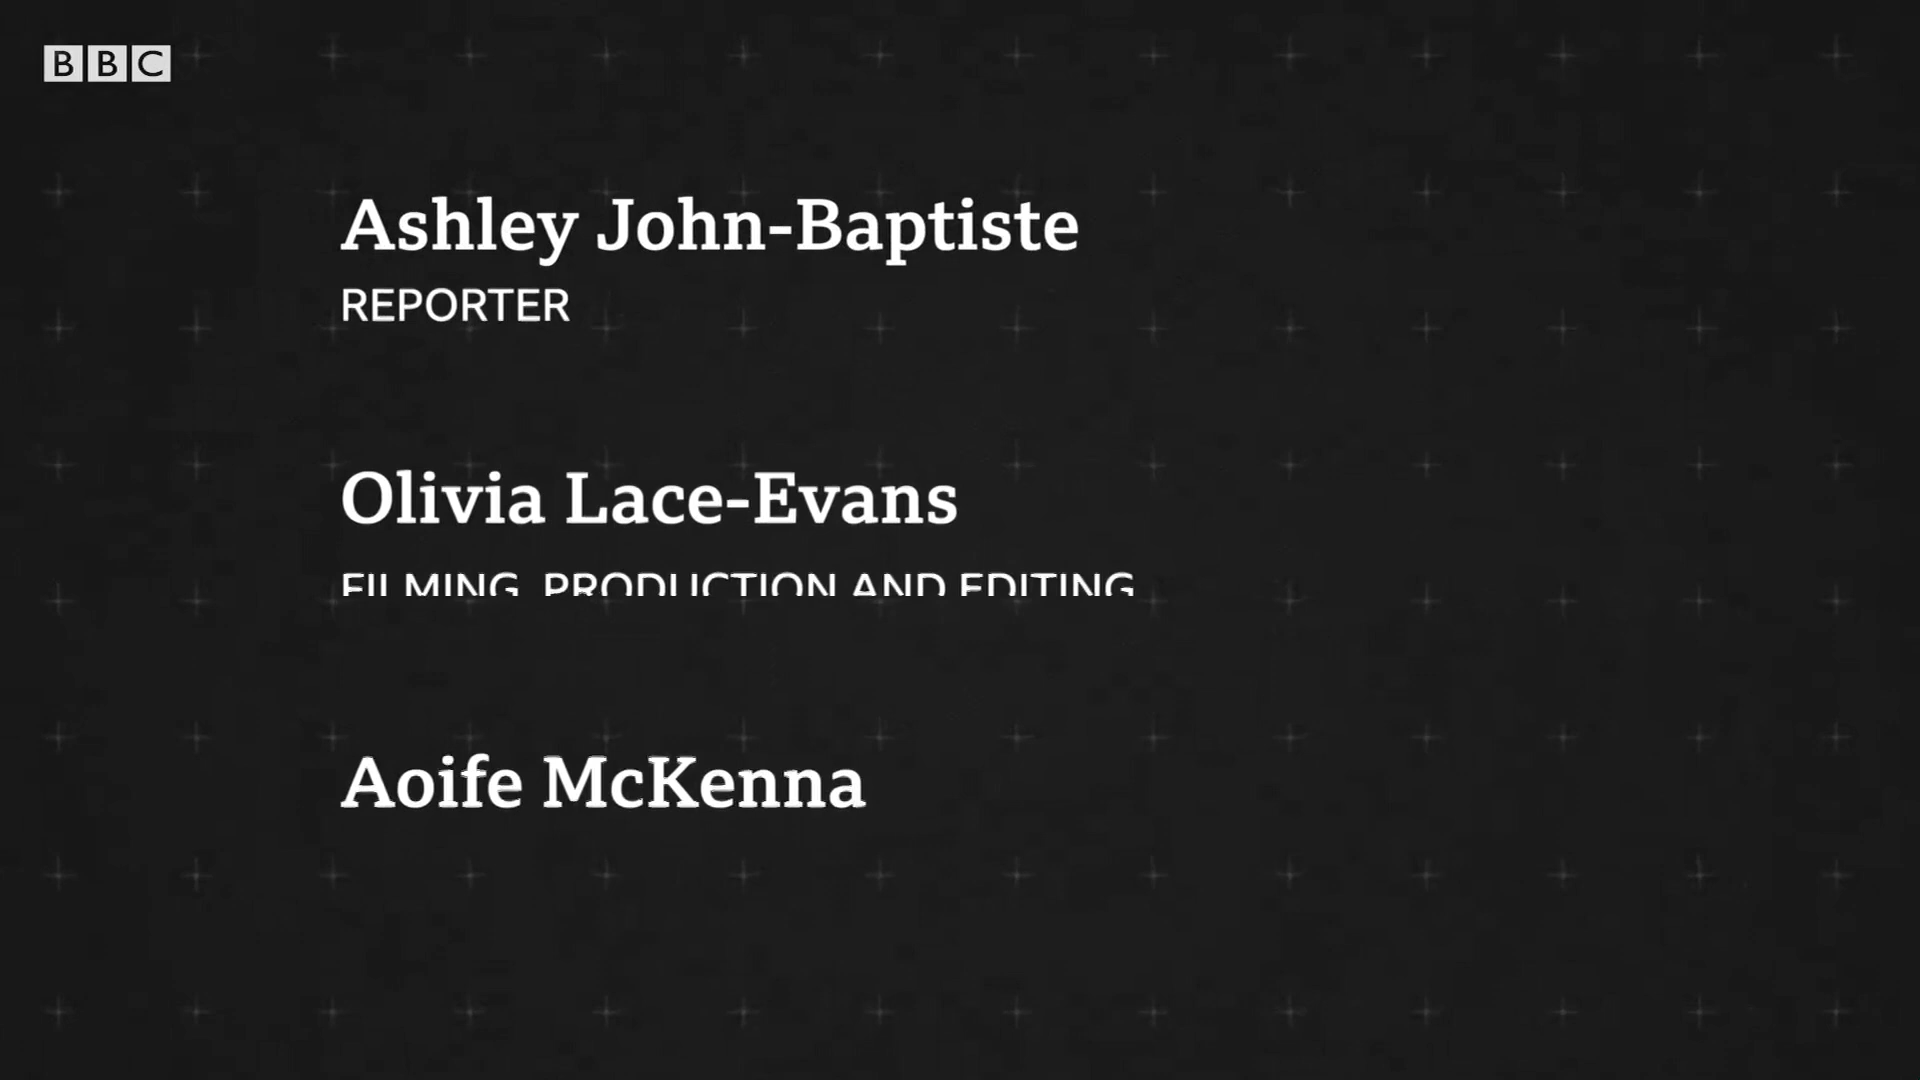 BBC
Ashley John-Baptiste
REPORTER
Olivia Lace-Evans
FILMING, PRODUCTION AND EDITING
Aoife McKenna